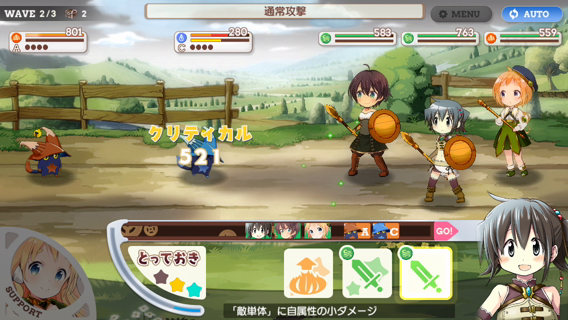 WAVE 2/3 2
通常攻撃
MENU
AUTO
801
A
280
C
583
763
559
クリティカル
521
A
C
GO!
とっておき
SUPPORT
「敵単体」に自属性の小ダメージ